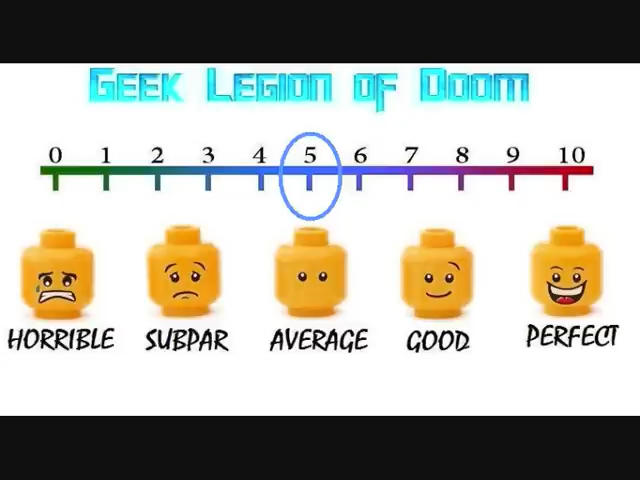 Geek Legion of Doom
0 1 2 3 4 5 6 7 8 9 10
HORRIBLE SUBPAR AVERAGE GOOD PERFECT